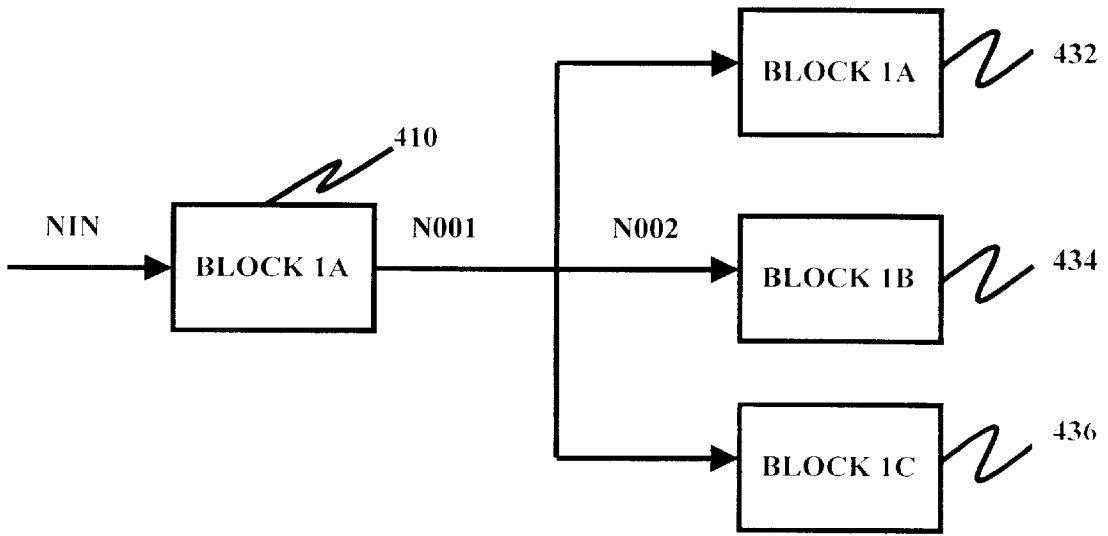 BLOCK 1A
432
410
NIN
BLOCK 1A
N001
N002
BLOCK 1B
434
BLOCK 1C
436